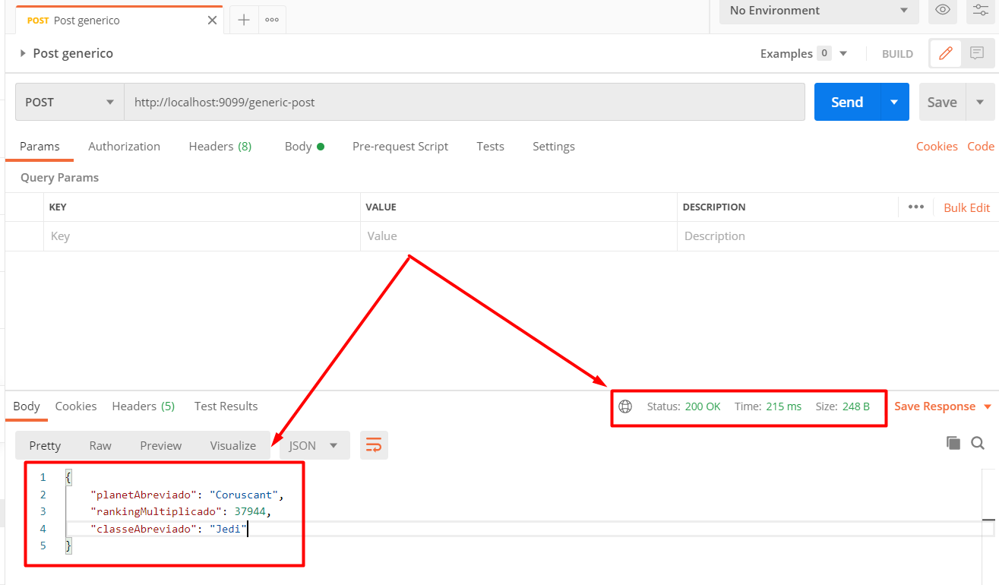 POST Post generico
No Environment
Post generico
Examples 0
BUILD
POST
http://localhost:9099/generic-post
Send
Save
Params Authorization Headers (8) Body Pre-request Script Tests Settings Cookies Code
Query Params
KEY VALUE DESCRIPTION Bulk Edit
Key Value Description
Body Cookies Headers (5) Test Results Status: 200 OK Time: 215 ms Size: 248 B Save Response
Pretty Raw Preview Visualize JSON
1 {
2 "planetAbreviado": "Coruscant",
3 "rankingMultiplicado": 37944,
4 "classeAbreviado": "Jedi"
5 }